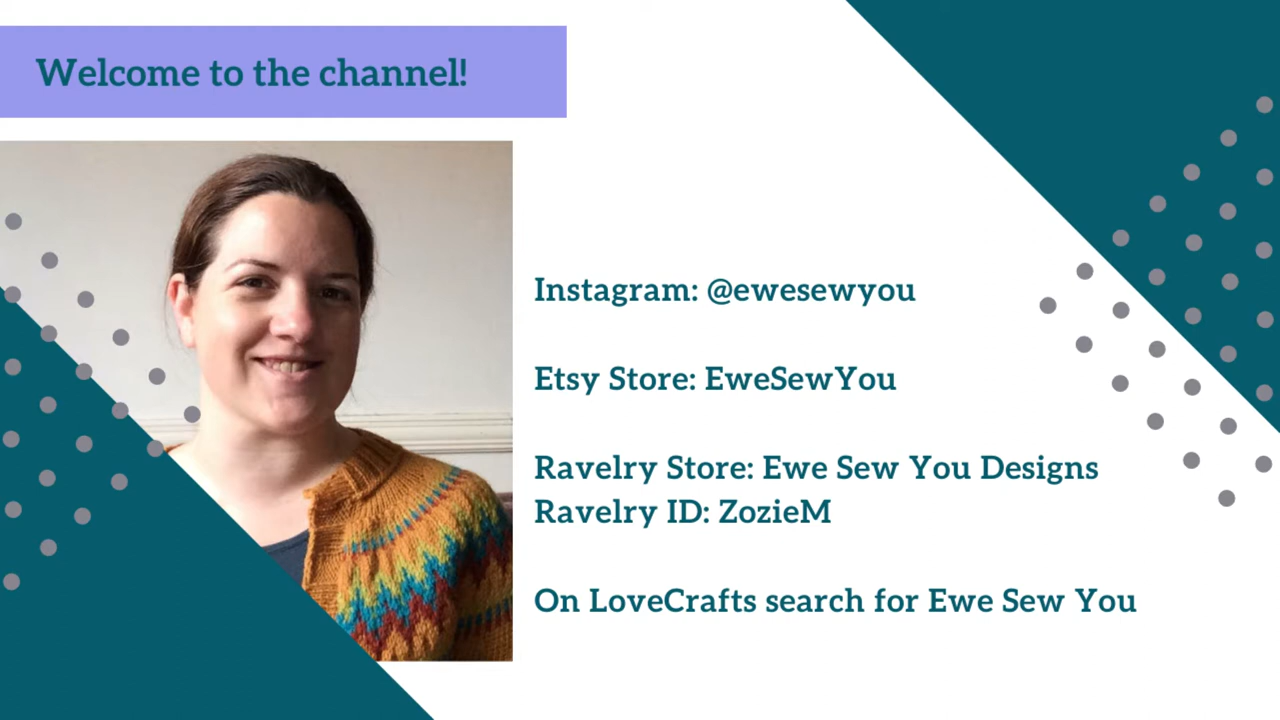 Welcome to the channel!
Instagram: @ewesewyou
Etsy Store: EweSewYou
Ravelry Store: Ewe Sew You Designs
Ravelry ID: ZozieM
On LoveCrafts search for Ewe Sew You